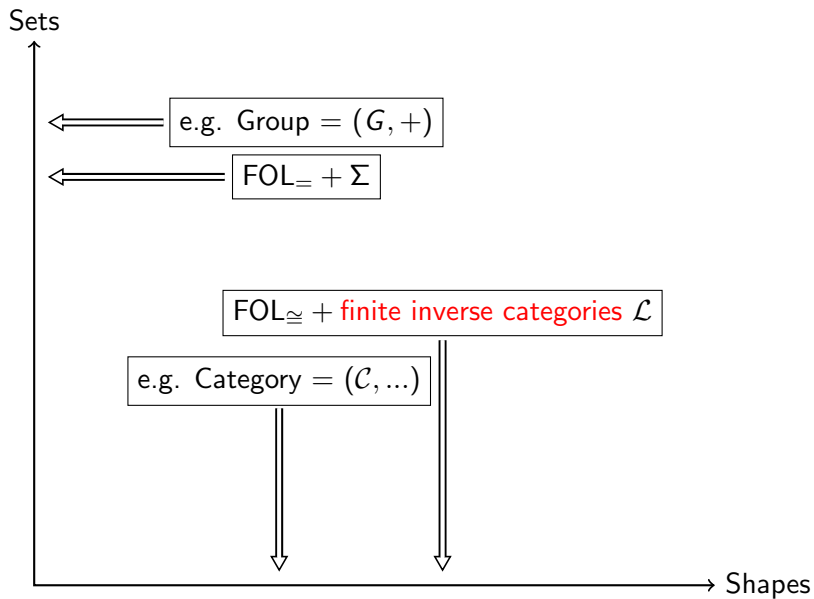 Sets
e.g. Group = (G, +)
FOL₌ + Σ
FOL≅ + finite inverse categories ℒ
e.g. Category = (𝒞, ...)
Shapes